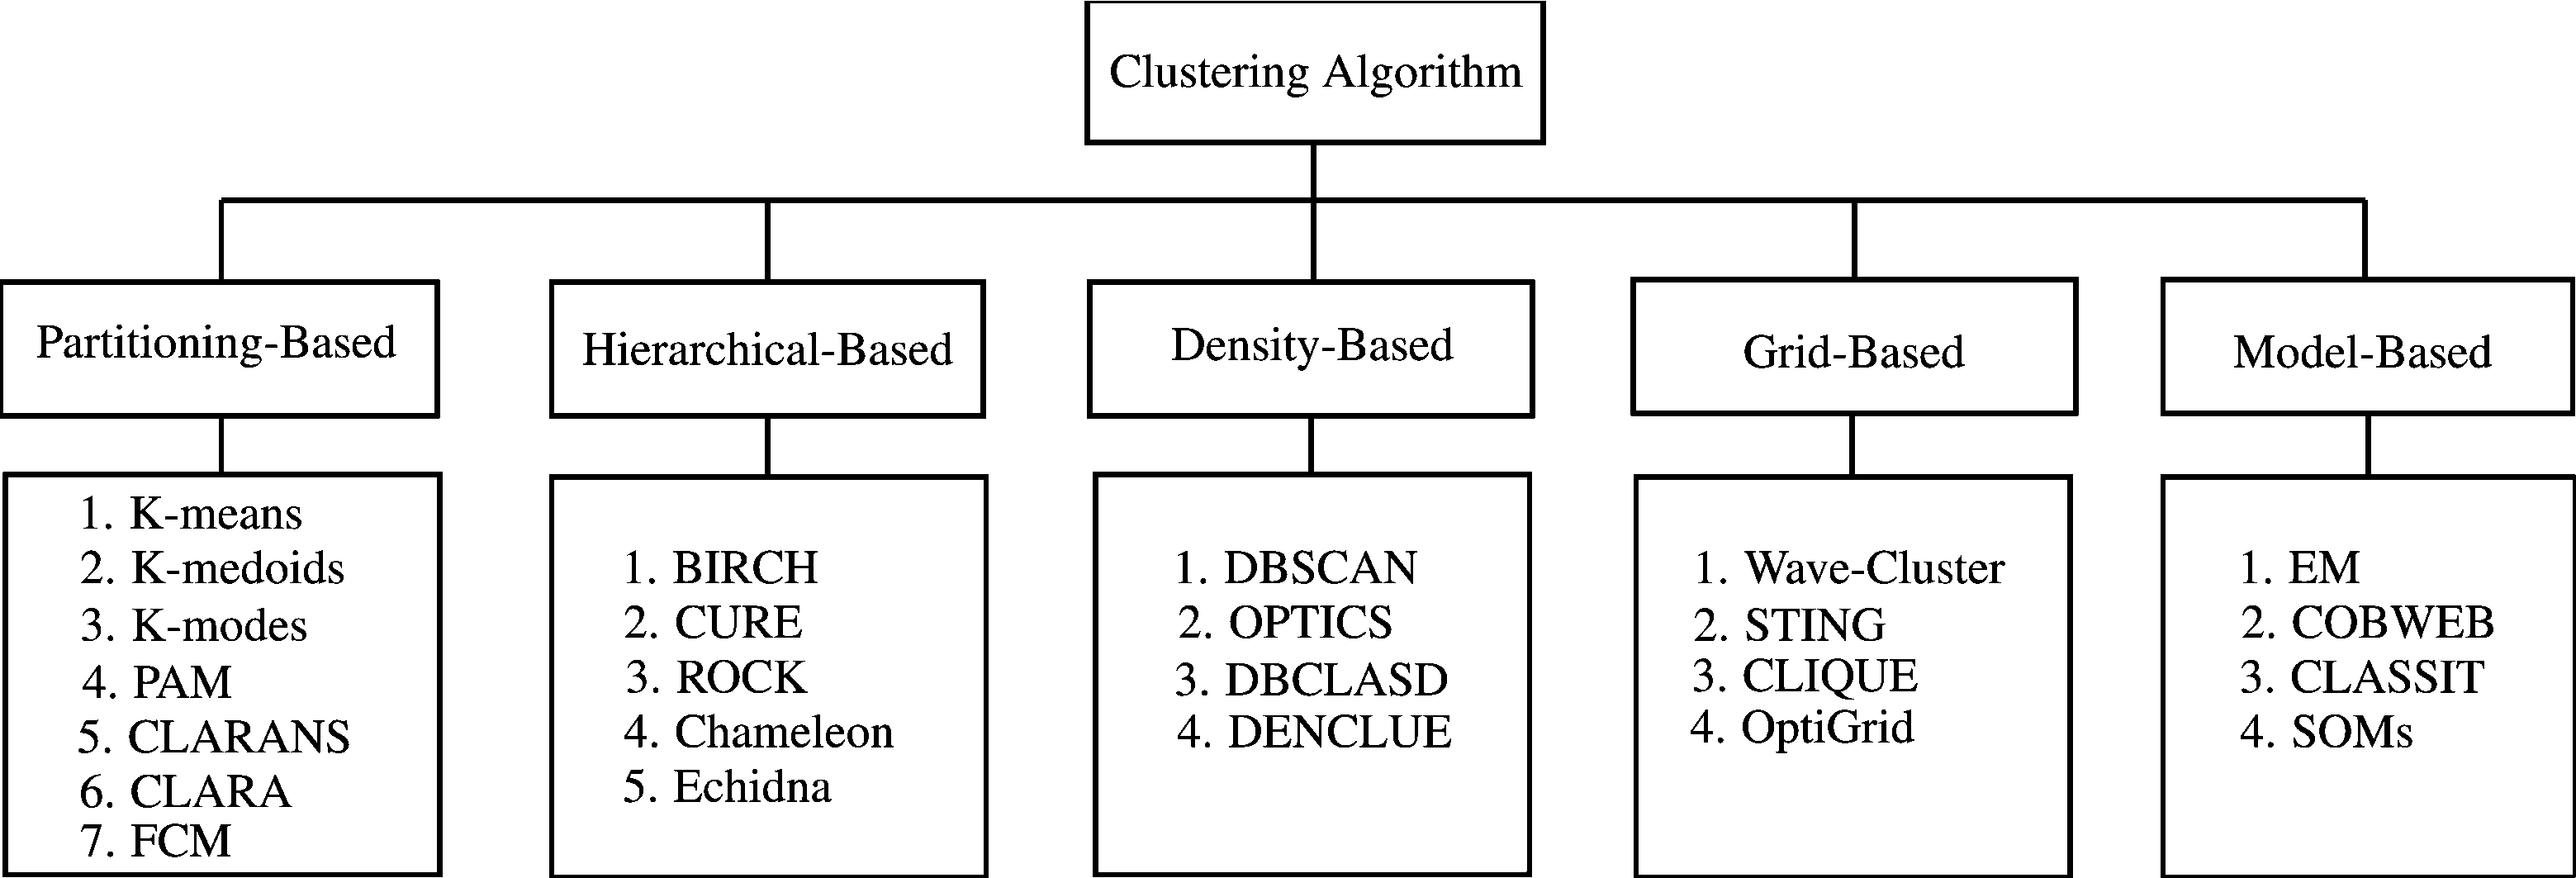 Clustering Algorithm
Partitioning-Based
Hierarchical-Based
Density-Based
Grid-Based
Model-Based
1. K-means
2. K-medoids
3. K-modes
4. PAM
5. CLARANS
6. CLARA
7. FCM
1. BIRCH
2. CURE
3. ROCK
4. Chameleon
5. Echidna
1. DBSCAN
2. OPTICS
3. DBCLASD
4. DENCLUE
1. Wave-Cluster
2. STING
3. CLIQUE
4. OptiGrid
1. EM
2. COBWEB
3. CLASSIT
4. SOMs